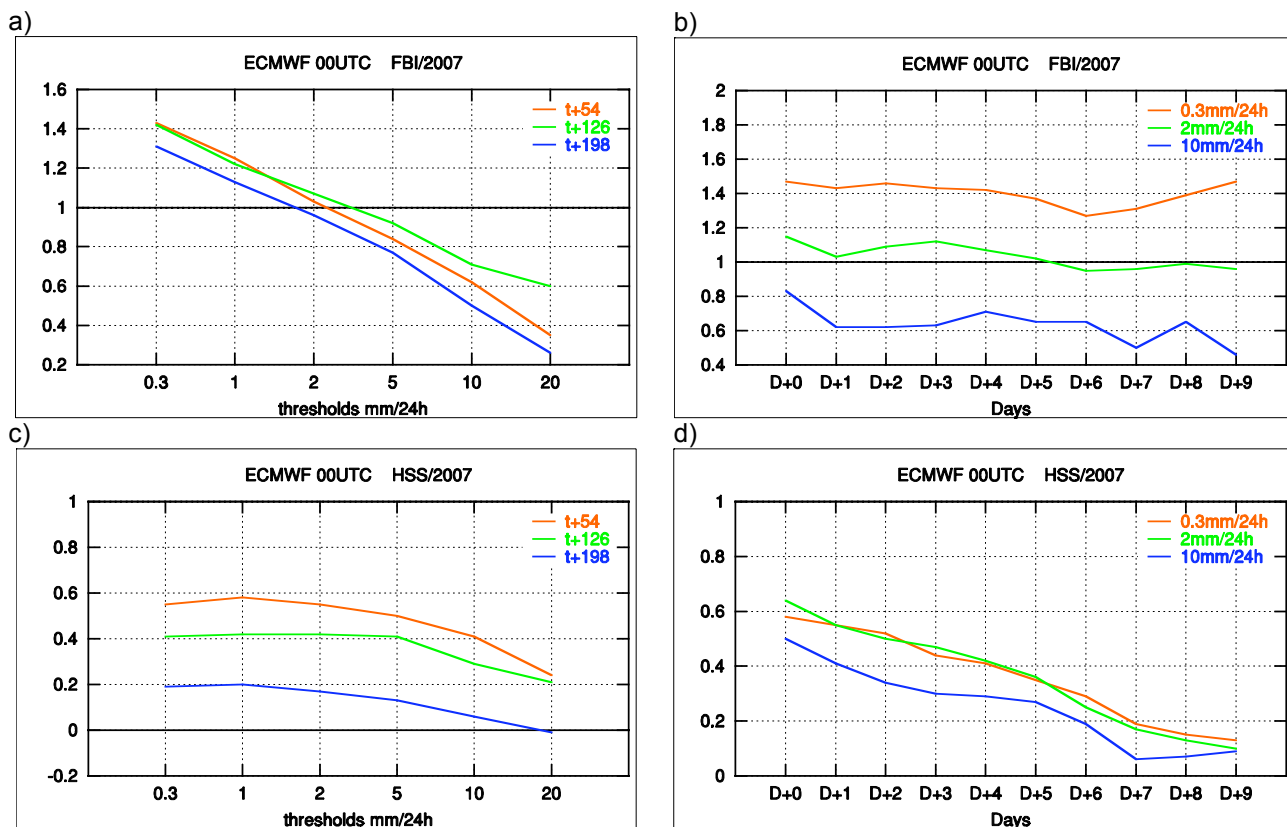 a)
ECMWF 00UTC FBI/2007
1.6
1.4
1.2
1
0.8
0.6
0.4
0.2
t+54
t+126
t+198
0.3 1 2 5 10 20
thresholds mm/24h
b)
ECMWF 00UTC FBI/2007
2
1.8
1.6
1.4
1.2
1
0.8
0.6
0.4
0.3mm/24h
2mm/24h
10mm/24h
D+0 D+1 D+2 D+3 D+4 D+5 D+6 D+7 D+8 D+9
Days
c)
ECMWF 00UTC HSS/2007
1
0.8
0.6
0.4
0.2
0
-0.2
t+54
t+126
t+198
0.3 1 2 5 10 20
thresholds mm/24h
d)
ECMWF 00UTC HSS/2007
1
0.8
0.6
0.4
0.2
0
0.3mm/24h
2mm/24h
10mm/24h
D+0 D+1 D+2 D+3 D+4 D+5 D+6 D+7 D+8 D+9
Days